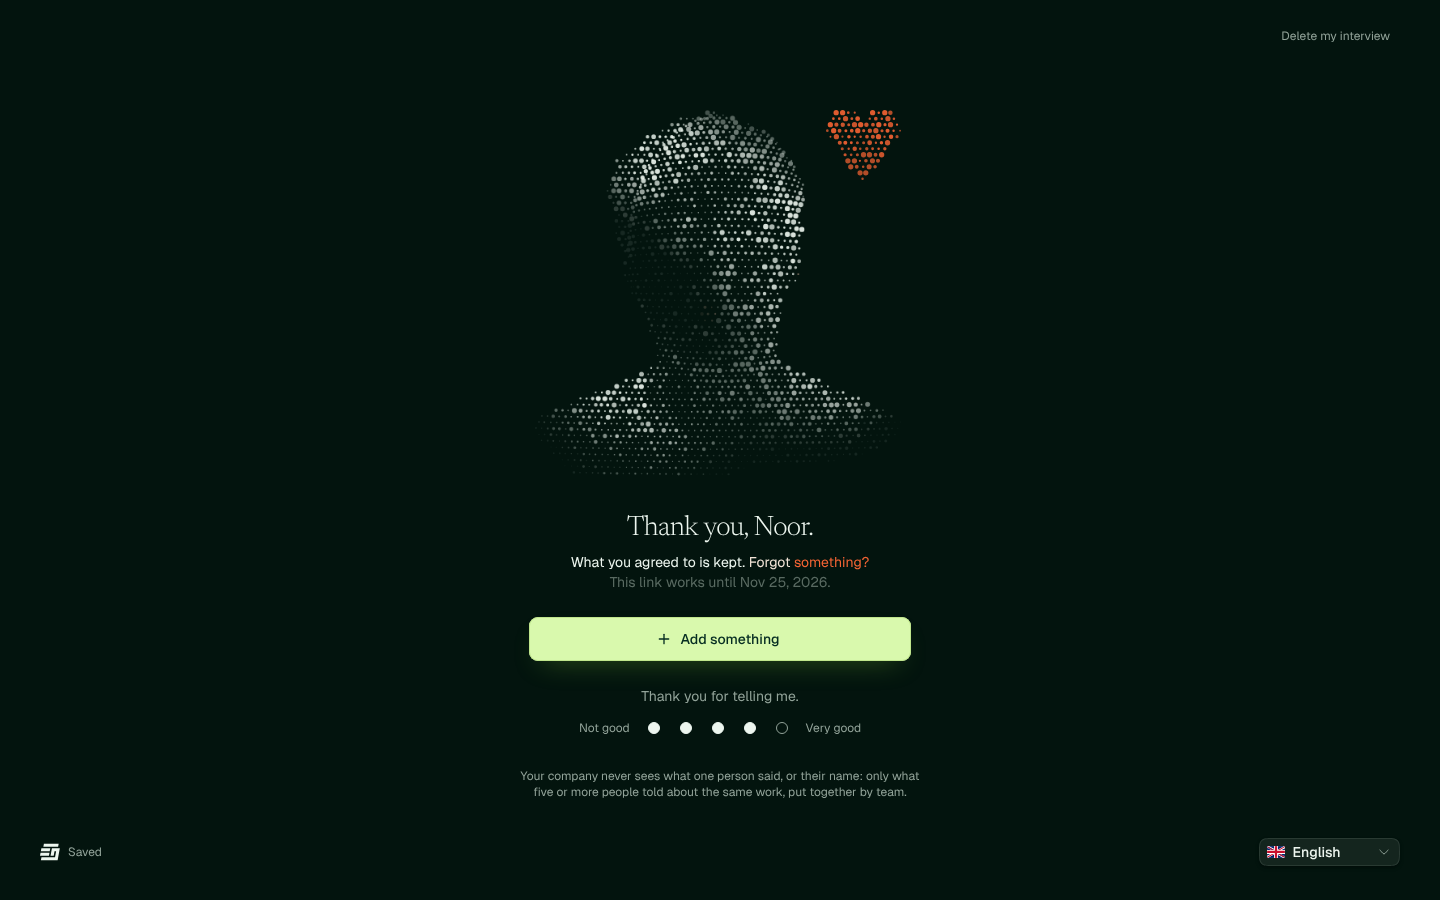 Delete my interview
Thank you, Noor.
What you agreed to is kept. Forgot something?
This link works until Nov 25, 2026.
Add something
Thank you for telling me.
Not good
Very good
Your company never sees what one person said, or their name: only what
five or more people told about the same work, put together by team.
Saved
English